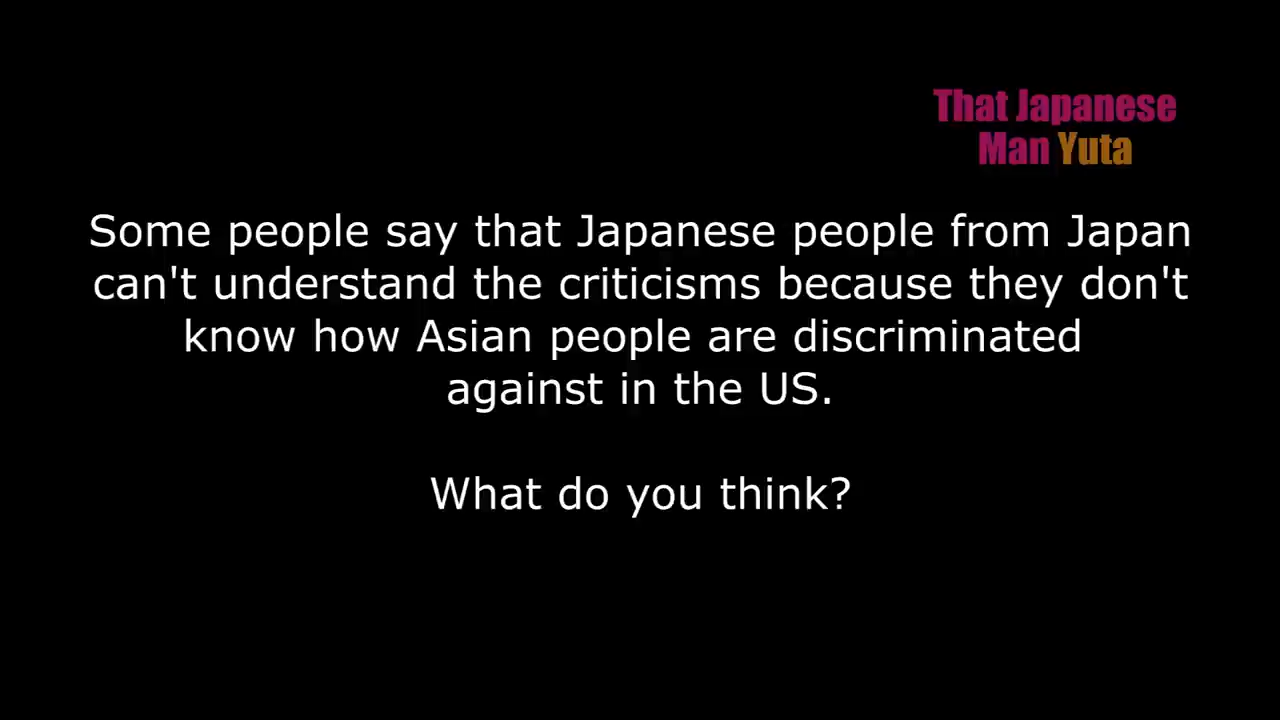 That Japanese
Man Yuta
Some people say that Japanese people from Japan
can't understand the criticisms because they don't
know how Asian people are discriminated
against in the US.
What do you think?